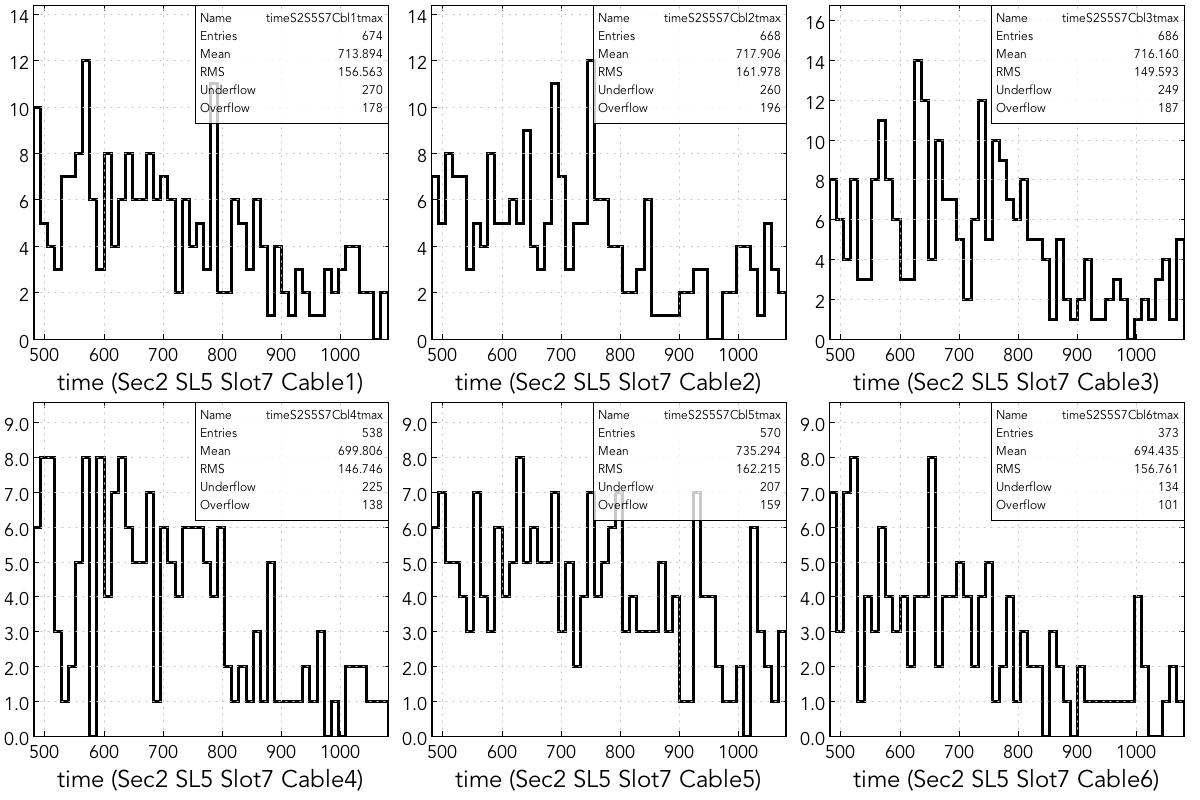 14
12
10
8
6
4
2
0
500 600 700 800 900 1000
Name timeS2S5S7Cbl1tmax
Entries 674
Mean 713.894
RMS 156.563
Underflow 270
Overflow 178
time (Sec2 SL5 Slot7 Cable1)
14
12
10
8
6
4
2
0
500 600 700 800 900 1000
Name timeS2S5S7Cbl2tmax
Entries 668
Mean 717.906
RMS 161.978
Underflow 260
Overflow 196
time (Sec2 SL5 Slot7 Cable2)
16
14
12
10
8
6
4
2
0
500 600 700 800 900 1000
Name timeS2S5S7Cbl3tmax
Entries 686
Mean 716.160
RMS 149.593
Underflow 249
Overflow 187
time (Sec2 SL5 Slot7 Cable3)
9.0
8.0
7.0
6.0
5.0
4.0
3.0
2.0
1.0
0.0
500 600 700 800 900 1000
Name timeS2S5S7Cbl4tmax
Entries 538
Mean 699.806
RMS 146.746
Underflow 225
Overflow 138
time (Sec2 SL5 Slot7 Cable4)
9.0
8.0
7.0
6.0
5.0
4.0
3.0
2.0
1.0
0.0
500 600 700 800 900 1000
Name timeS2S5S7Cbl5tmax
Entries 570
Mean 735.294
RMS 162.215
Underflow 207
Overflow 159
time (Sec2 SL5 Slot7 Cable5)
9.0
8.0
7.0
6.0
5.0
4.0
3.0
2.0
1.0
0.0
500 600 700 800 900 1000
Name timeS2S5S7Cbl6tmax
Entries 373
Mean 694.435
RMS 156.761
Underflow 134
Overflow 101
time (Sec2 SL5 Slot7 Cable6)